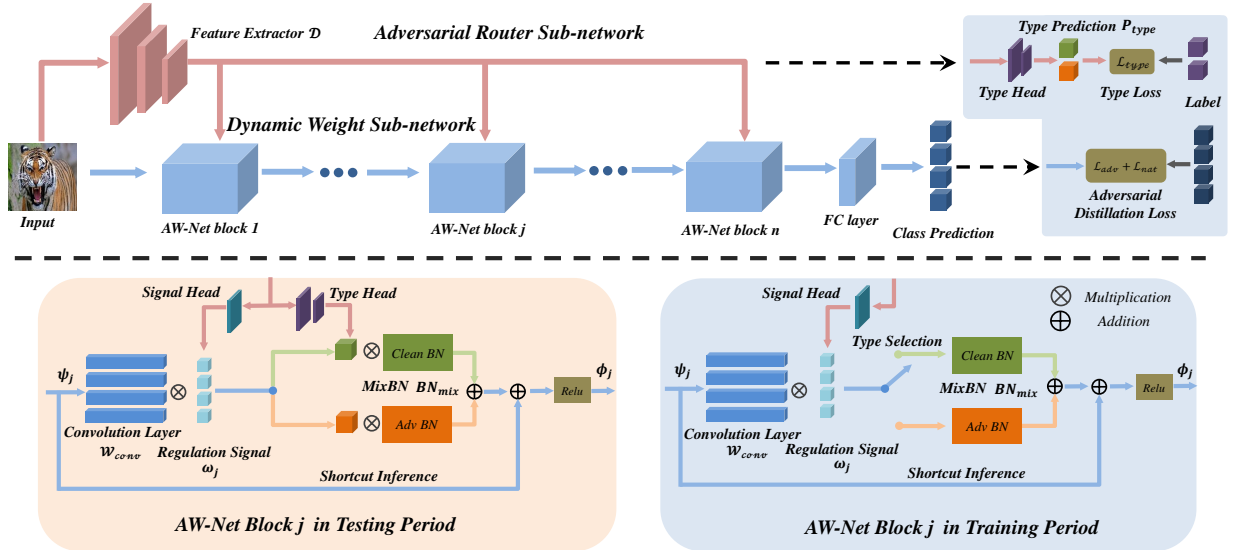 Feature Extractor 𝒟
Adversarial Router Sub-network
Type Prediction P_type
ℒ_type
Type Head
Type Loss
Label
Dynamic Weight Sub-network
Input
AW-Net block 1
AW-Net block j
AW-Net block n
FC layer
Class Prediction
ℒ_adv + ℒ_nat
Adversarial
Distillation Loss
Signal Head
Type Head
ψ_j
Clean BN
MixBN BN_mix
Adv BN
Relu
ϕ_j
Convolution Layer
𝒲_conv
Regulation Signal
ω_j
Shortcut Inference
AW-Net Block j in Testing Period
Signal Head
Multiplication
Addition
Type Selection
ψ_j
Clean BN
MixBN BN_mix
Adv BN
Relu
ϕ_j
Convolution Layer
𝒲_conv
Regulation Signal
ω_j
Shortcut Inference
AW-Net Block j in Training Period